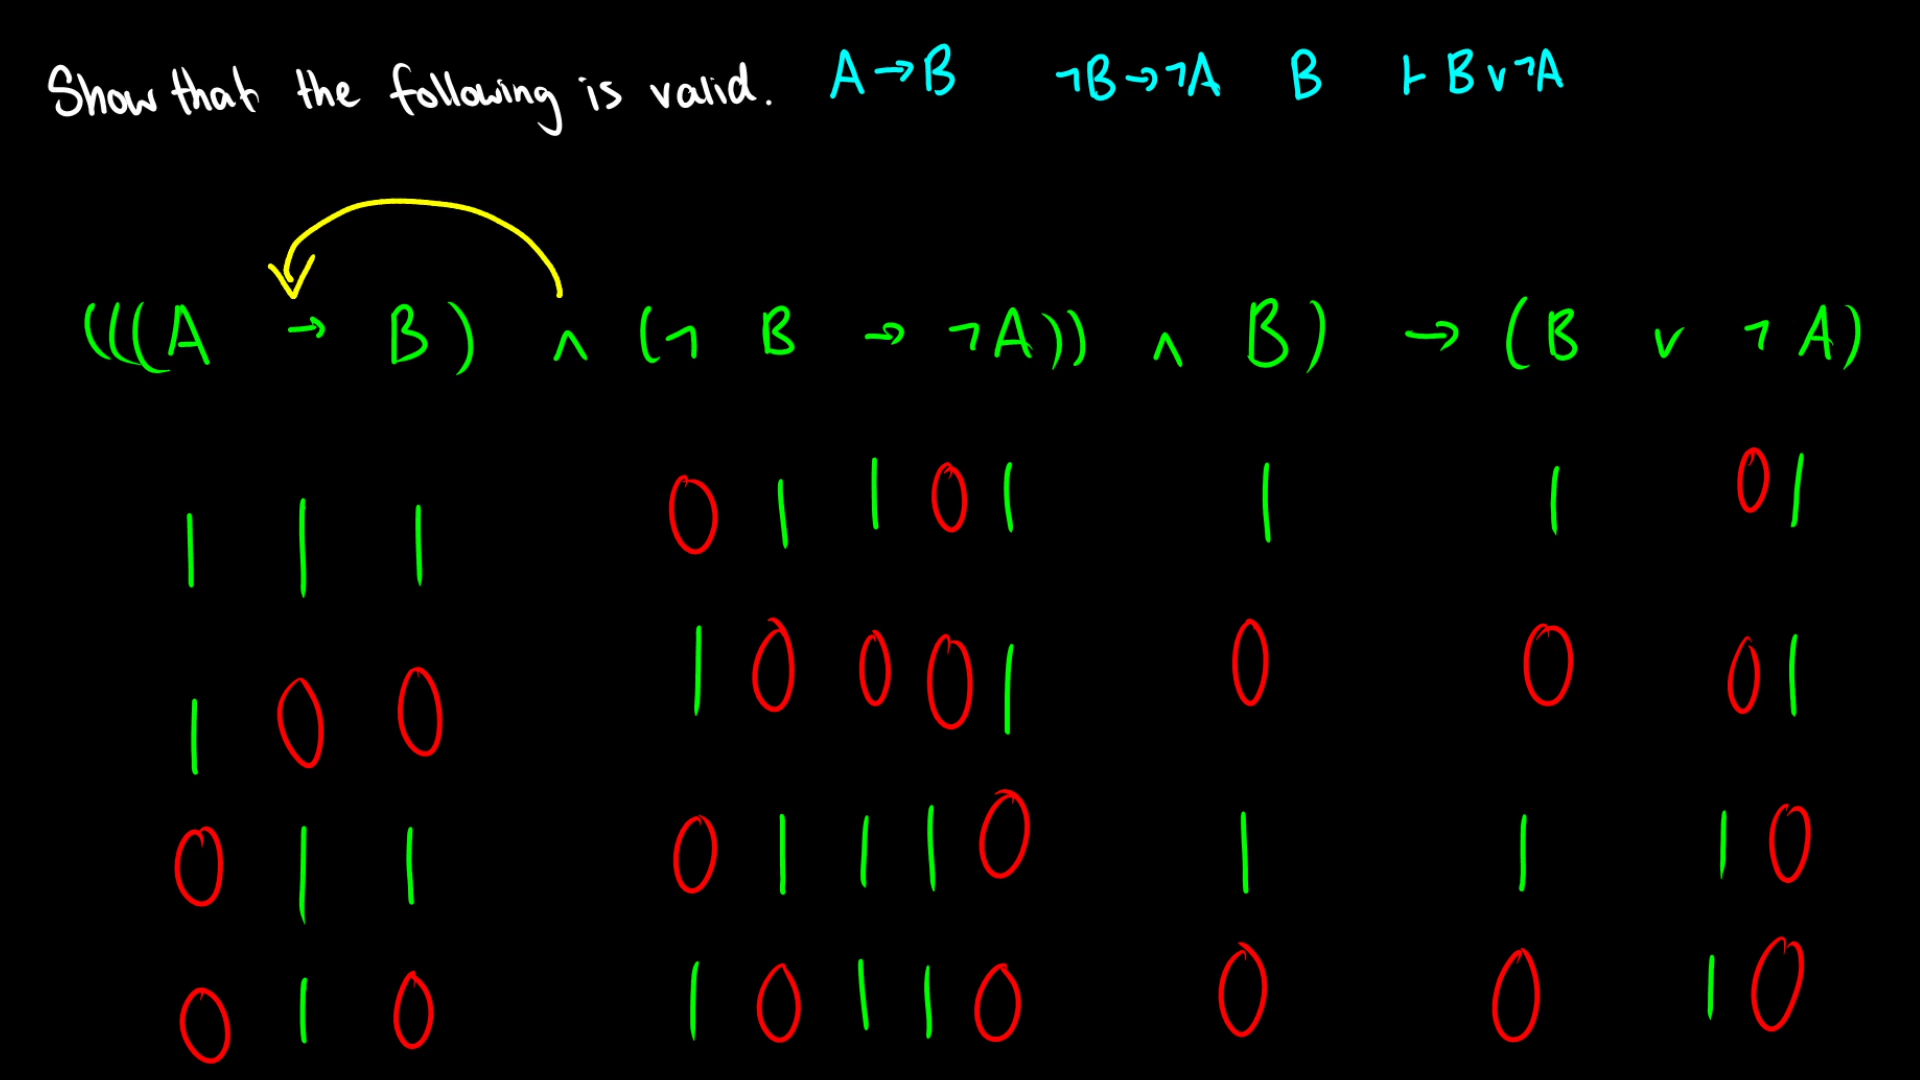 Show that the following is valid. A→B ¬B→¬A B ⊢ B∨¬A
(((A → B) ∧ (¬ B → ¬A)) ∧ B) → (B ∨ ¬ A)
1 1 1 0 1 1 0 1 1 1 0 1
1 0 0 1 0 0 0 1 0 0 0 1
0 1 1 0 1 1 1 0 1 1 1 0
0 1 0 1 0 1 1 0 0 0 1 0